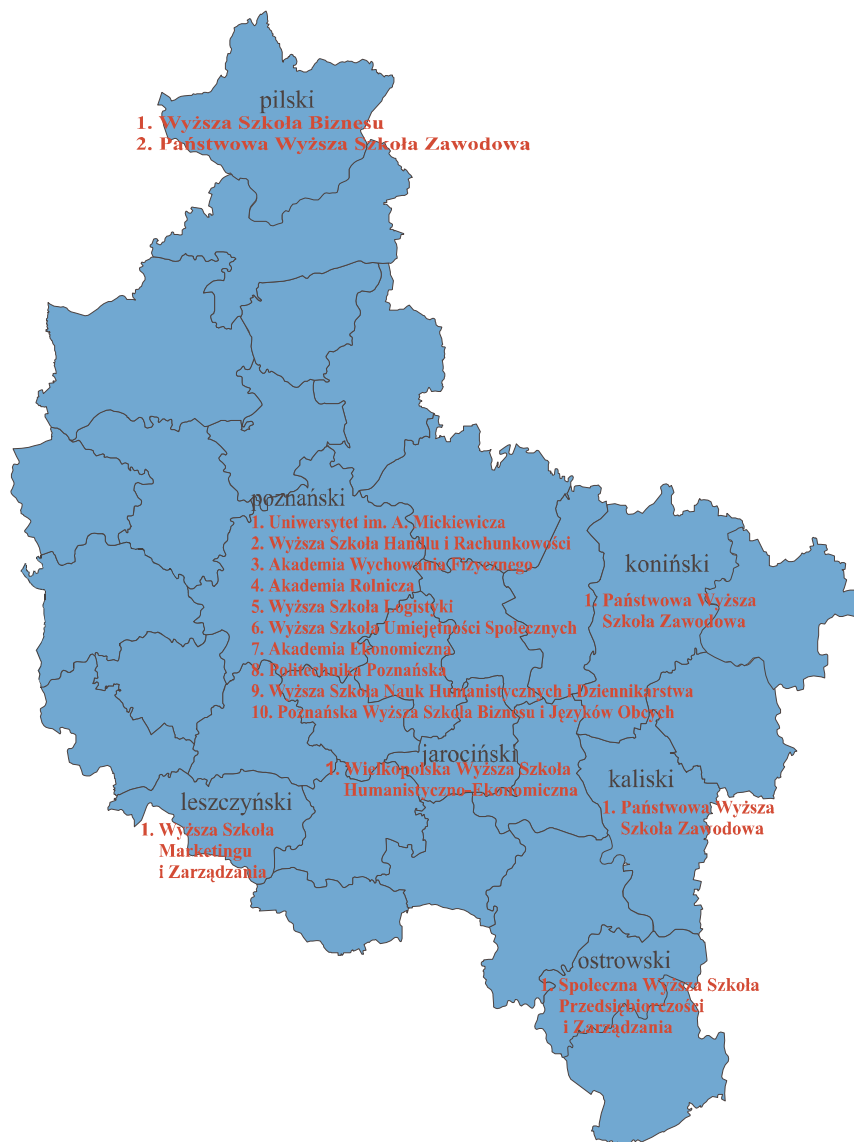 pilski
1. Wyższa Szkoła Biznesu
2. Państwowa Wyższa Szkoła Zawodowa
poznański
1. Uniwersytet im. A. Mickiewicza
2. Wyższa Szkoła Handlu i Rachunkowości
3. Akademia Wychowania Fizycznego
4. Akademia Rolnicza
5. Wyższa Szkoła Logistyki
6. Wyższa Szkoła Umiejętności Społecznych
7. Akademia Ekonomiczna
8. Politechnika Poznańska
9. Wyższa Szkoła Nauk Humanistycznych i Dziennikarstwa
10. Poznańska Wyższa Szkoła Biznesu i Języków Obcych
koniński
1. Państwowa Wyższa
Szkoła Zawodowa
jarociński
1. Wielkopolska Wyższa Szkoła
Humanistyczno-Ekonomiczna
kaliski
1. Państwowa Wyższa
Szkoła Zawodowa
leszczyński
1. Wyższa Szkoła
Marketingu
i Zarządzania
ostrowski
1. Społeczna Wyższa Szkoła
Przedsiębiorczości
i Zarządzania